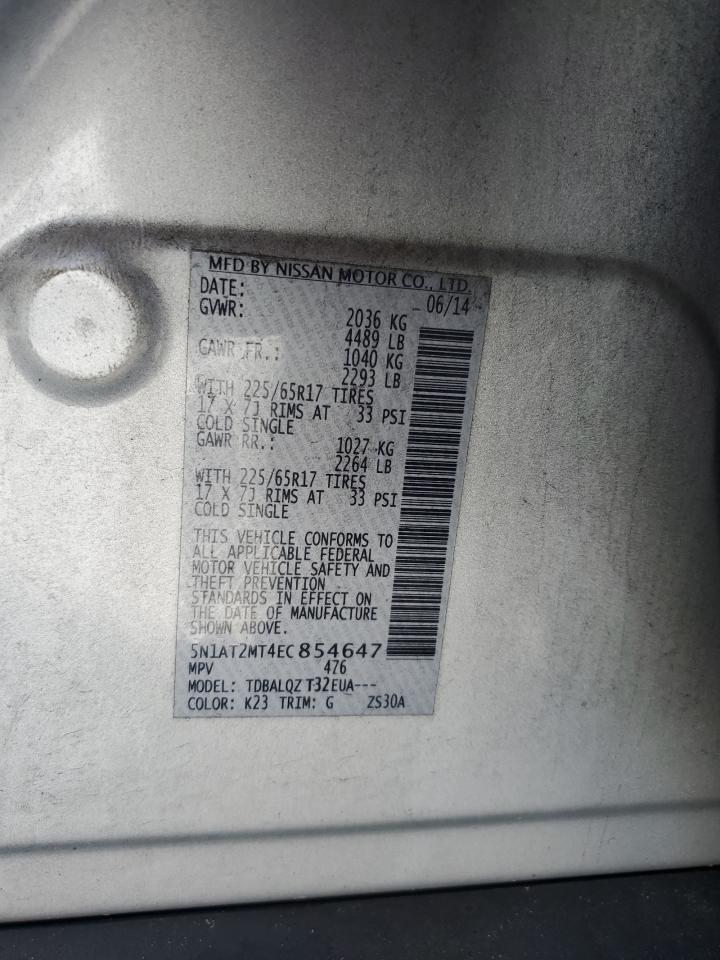 MFD BY NISSAN MOTOR CO., LTD.
DATE: 06/14
GVWR: 2036 KG
4489 LB
GAWR FR.: 1040 KG
2293 LB
WITH 225/65R17 TIRES
17 X 7J RIMS AT 33 PSI
COLD SINGLE
GAWR RR.: 1027 KG
2264 LB
WITH 225/65R17 TIRES
17 X 7J RIMS AT 33 PSI
COLD SINGLE
THIS VEHICLE CONFORMS TO
ALL APPLICABLE FEDERAL
MOTOR VEHICLE SAFETY AND
THEFT PREVENTION
STANDARDS IN EFFECT ON
THE DATE OF MANUFACTURE
SHOWN ABOVE.
5N1AT2MT4EC854647
MPV 476
MODEL: TDBALQZ T32EUA---
COLOR: K23 TRIM: G ZS30A